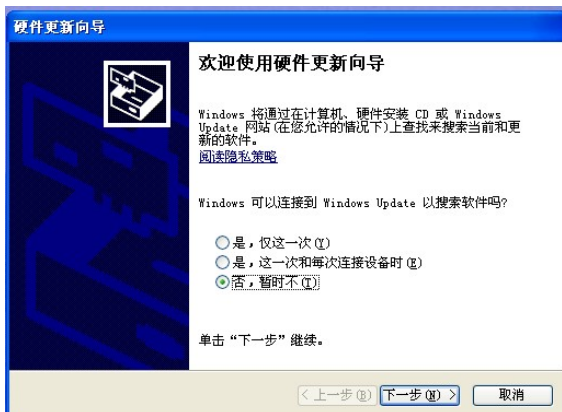 硬件更新向导
欢迎使用硬件更新向导
Windows 将通过在计算机、硬件安装 CD 或 Windows
Update 网站(在您允许的情况下)上查找来搜索当前和更
新的软件。
阅读隐私策略
Windows 可以连接到 Windows Update 以搜索软件吗?
是，仅这一次(Y)
是，这一次和每次连接设备时(E)
否，暂时不(T)
单击“下一步”继续。
< 上一步(B) 下一步(N) > 取消